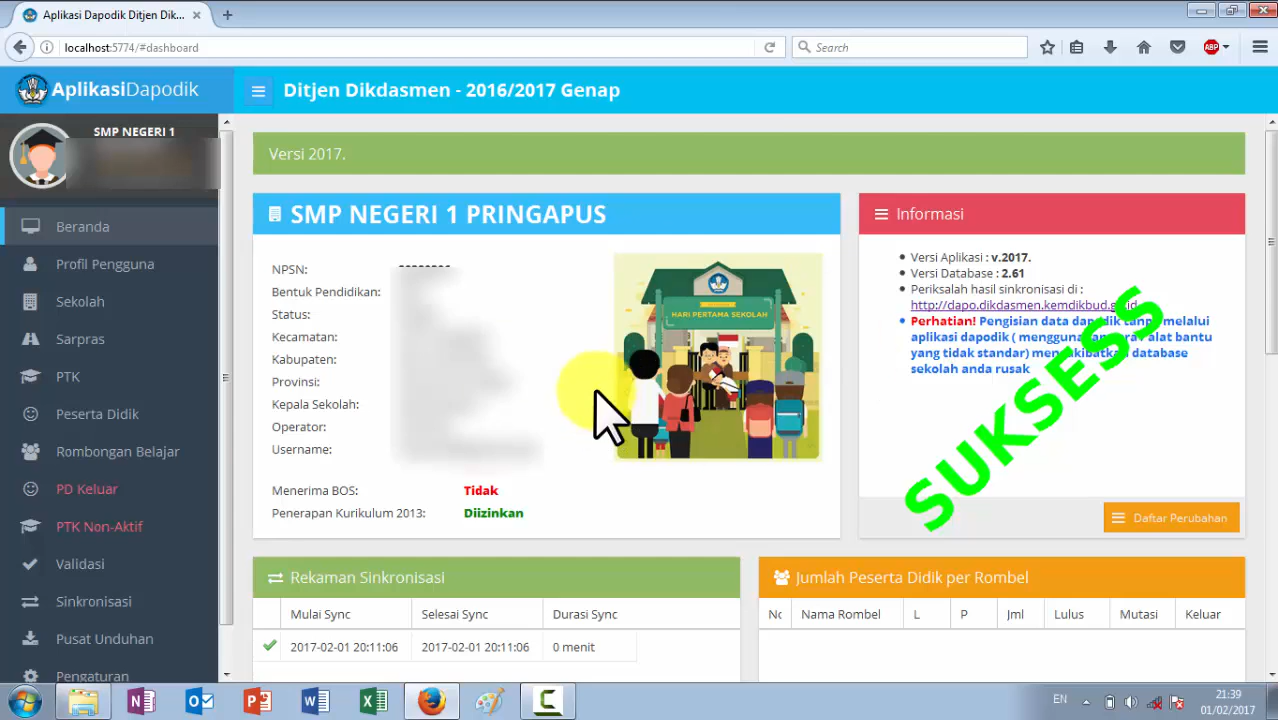 Aplikasi Dapodik Ditjen Dik...
localhost:5774/#dashboard
Search
ABP
AplikasiDapodik
Ditjen Dikdasmen - 2016/2017 Genap
SMP NEGERI 1
Beranda
Profil Pengguna
Sekolah
Sarpras
PTK
Peserta Didik
Rombongan Belajar
PD Keluar
PTK Non-Aktif
Validasi
Sinkronisasi
Pusat Unduhan
Pengaturan
Versi 2017.
SMP NEGERI 1 PRINGAPUS
NPSN:
Bentuk Pendidikan:
Status:
Kecamatan:
Kabupaten:
Provinsi:
Kepala Sekolah:
Operator:
Username:
Menerima BOS: Tidak
Penerapan Kurikulum 2013: Diizinkan
HARI PERTAMA SEKOLAH
Informasi
Versi Aplikasi : v.2017.
Versi Database : 2.61
Periksalah hasil sinkronisasi di :
http://dapo.dikdasmen.kemdikbud.go.id
Perhatian! Pengisian data dapodik tanpa melalui
aplikasi dapodik ( menggunakan alat bantu
yang tidak standar) mengakibatkan database
sekolah anda rusak
SUKSESS
Daftar Perubahan
Rekaman Sinkronisasi
Mulai Sync Selesai Sync Durasi Sync
2017-02-01 20:11:06 2017-02-01 20:11:06 0 menit
Jumlah Peserta Didik per Rombel
Nc Nama Rombel L P Jml Lulus Mutasi Keluar
EN
21:39
01/02/2017